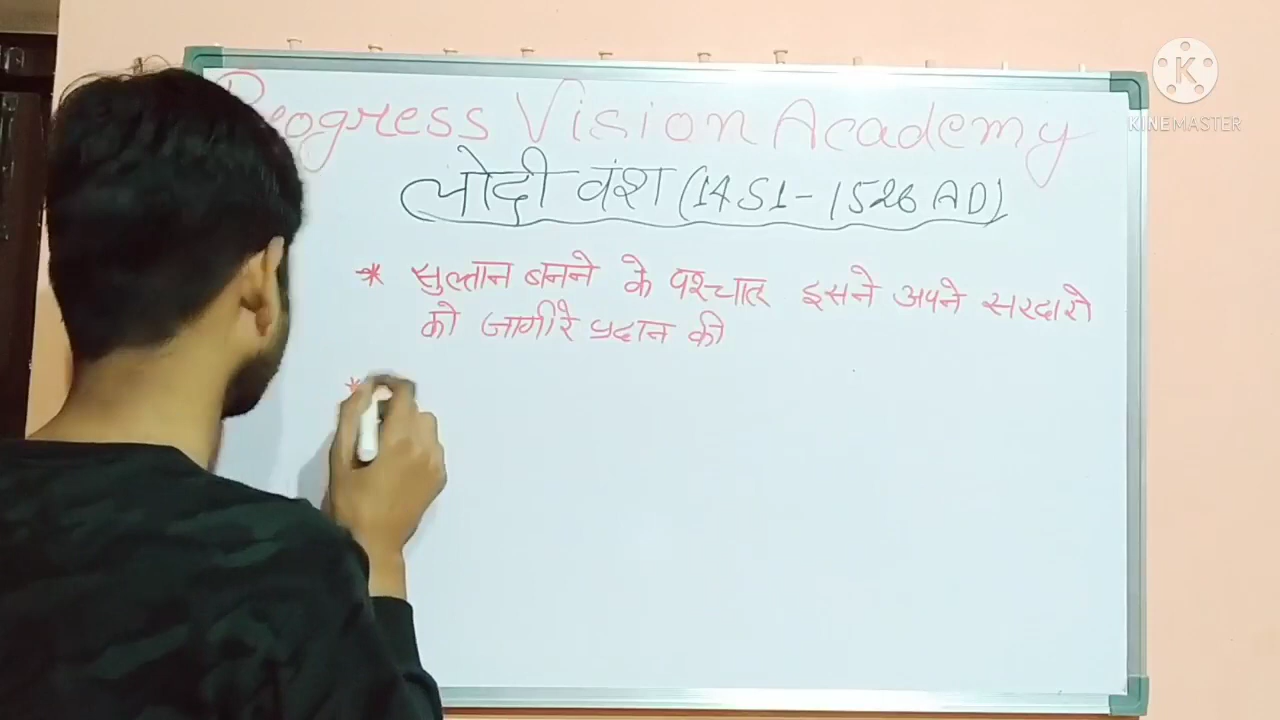 Progress Vision Academy
लोदी वंश (1451-1526 AD)
* सुल्तान बनने के पश्चात इसने अपने सरदारो
को जागीरे प्रदान की
*
K
KINEMASTER